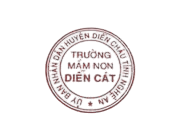 ỦY BAN NHÂN DÂN HUYỆN DIỄN CHÂU TỈNH NGHỆ AN
TRƯỜNG
MẦM NON
DIỄN CÁT